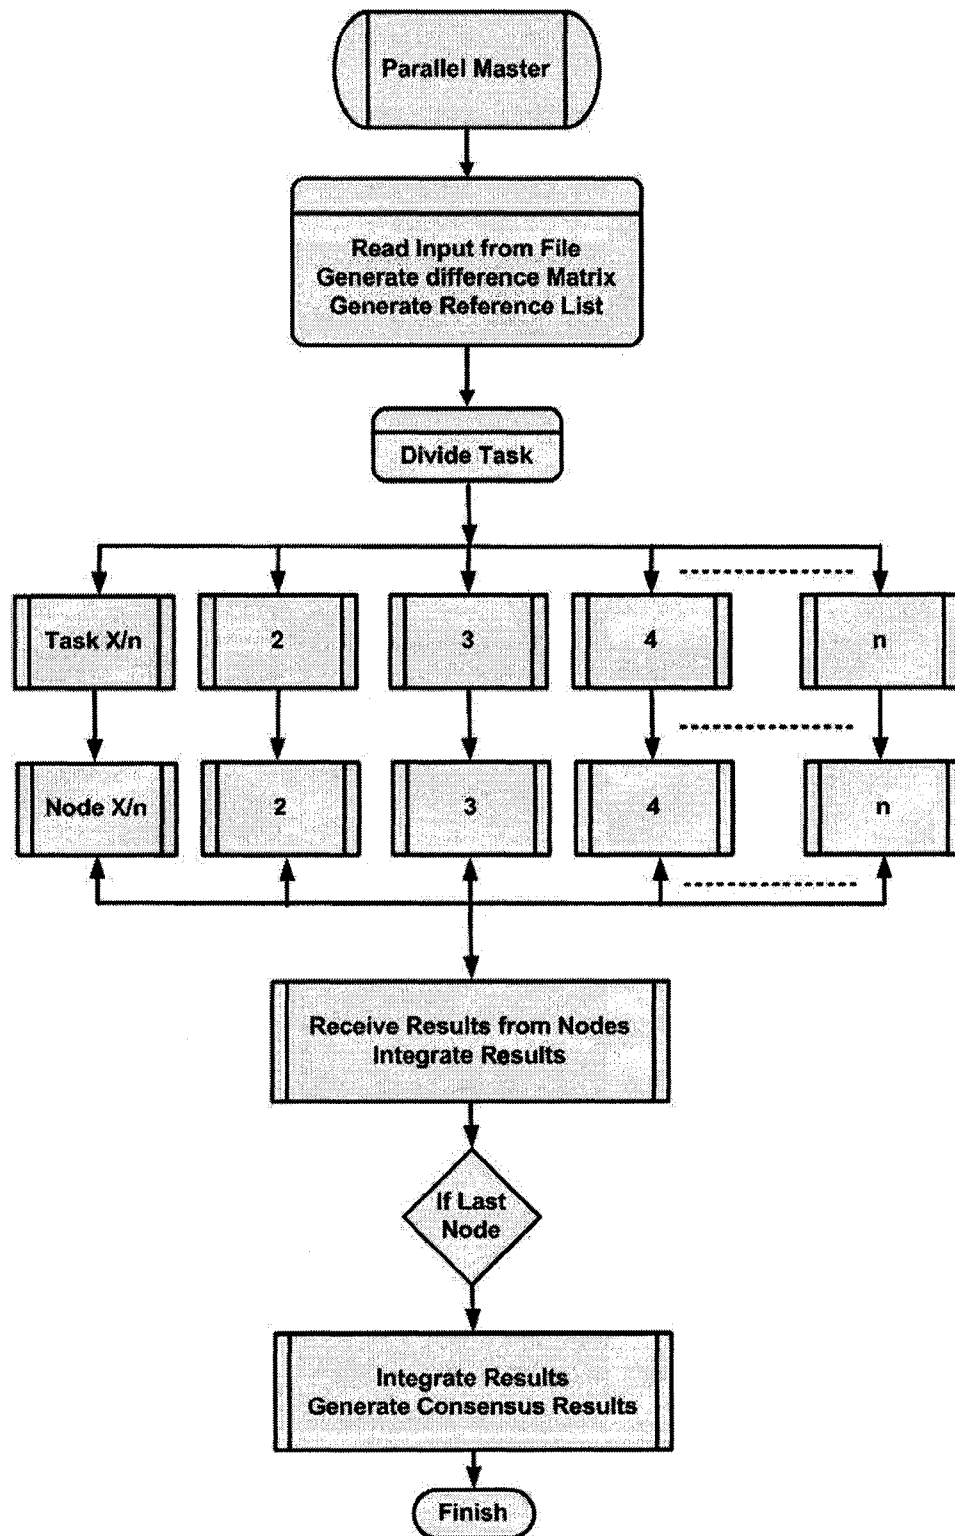 Parallel Master
Read Input from File
Generate difference Matrix
Generate Reference List
Divide Task
Task X/n
2
3
4
n
Node X/n
2
3
4
n
Receive Results from Nodes
Integrate Results
If Last
Node
Integrate Results
Generate Consensus Results
Finish